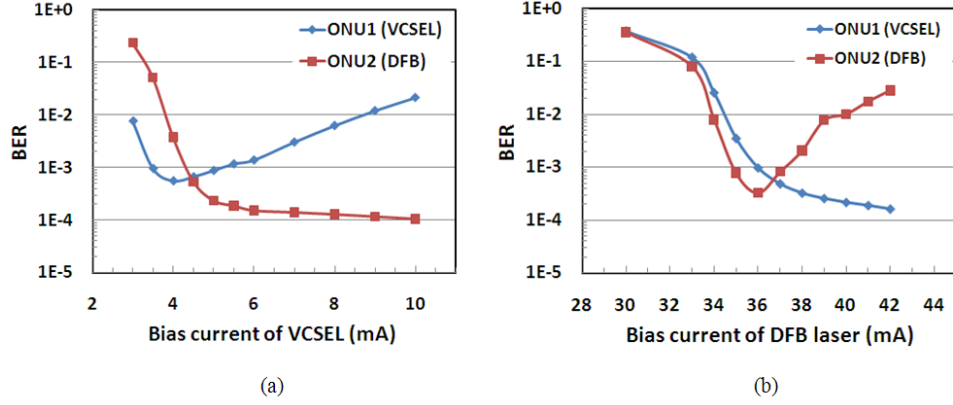 1E+0
1E-1
1E-2
1E-3
1E-4
1E-5
BER
ONU1 (VCSEL)
ONU2 (DFB)
2 4 6 8 10
Bias current of VCSEL (mA)
(a)
1E+0
1E-1
1E-2
1E-3
1E-4
1E-5
BER
ONU1 (VCSEL)
ONU2 (DFB)
28 30 32 34 36 38 40 42 44
Bias current of DFB laser (mA)
(b)